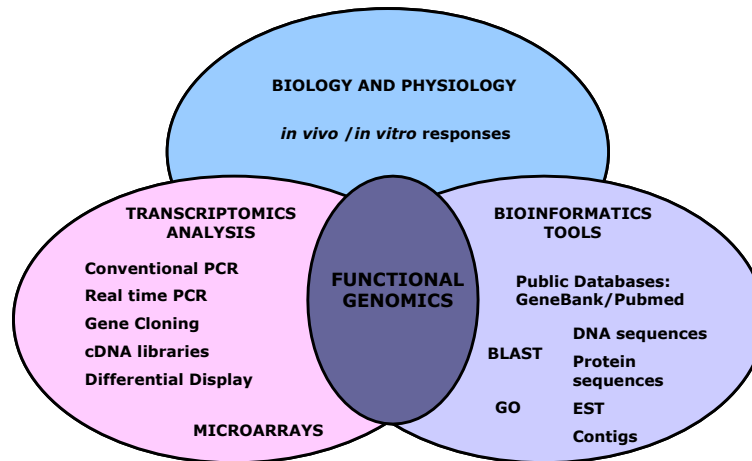 BIOLOGY AND PHYSIOLOGY
in vivo /in vitro responses
TRANSCRIPTOMICS
ANALYSIS
Conventional PCR
Real time PCR
Gene Cloning
cDNA libraries
Differential Display
MICROARRAYS
FUNCTIONAL
GENOMICS
BIOINFORMATICS
TOOLS
Public Databases:
GeneBank/Pubmed
BLAST
GO
DNA sequences
Protein
sequences
EST
Contigs